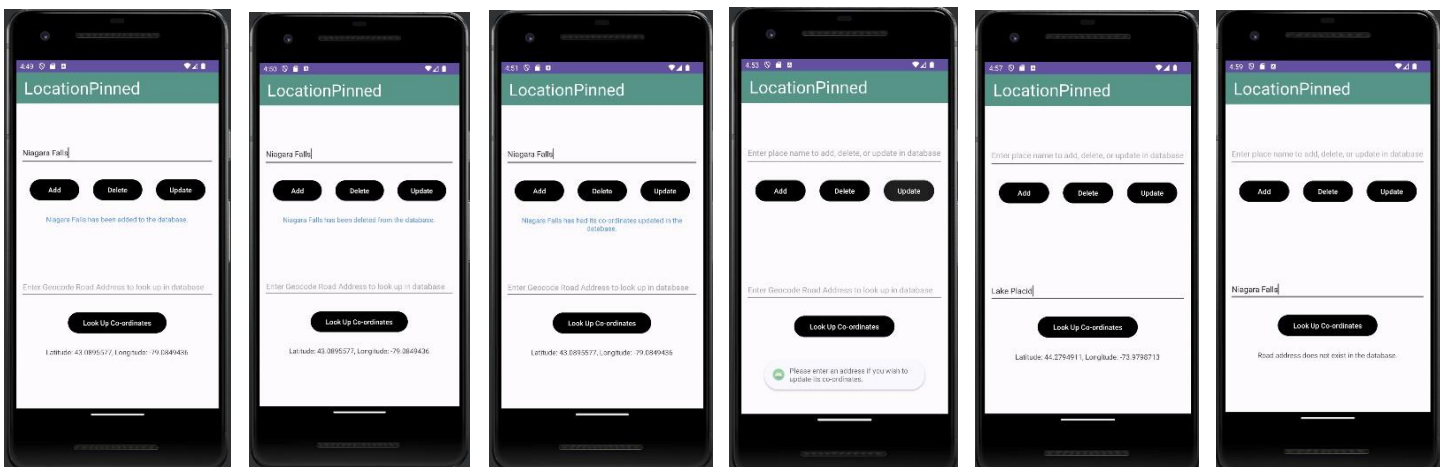 4:49
LocationPinned
Niagara Falls
Add Delete Update
Niagara Falls has been added to the database.
Enter Geocode Road Address to look up in database
Look Up Co-ordinates
Latitude: 43.0895577, Longitude: -79.0849436
4:50
LocationPinned
Niagara Falls
Add Delete Update
Niagara Falls has been deleted from the database.
Enter Geocode Road Address to look up in database
Look Up Co-ordinates
Latitude: 43.0895577, Longitude: -79.0849436
4:51
LocationPinned
Niagara Falls
Add Delete Update
Niagara Falls has had its co-ordinates updated in the
database.
Enter Geocode Road Address to look up in database
Look Up Co-ordinates
Latitude: 43.0895577, Longitude: -79.0849436
4:53
LocationPinned
Enter place name to add, delete, or update in database
Add Delete Update
Enter Geocode Road Address to look up in database
Look Up Co-ordinates
Please enter an address if you wish to
update its co-ordinates.
4:57
LocationPinned
Enter place name to add, delete, or update in database
Add Delete Update
Lake Placid
Look Up Co-ordinates
Latitude: 44.2794911, Longitude: -73.9798713
4:59
LocationPinned
Enter place name to add, delete, or update in database
Add Delete Update
Niagara Falls
Look Up Co-ordinates
Road address does not exist in the database.